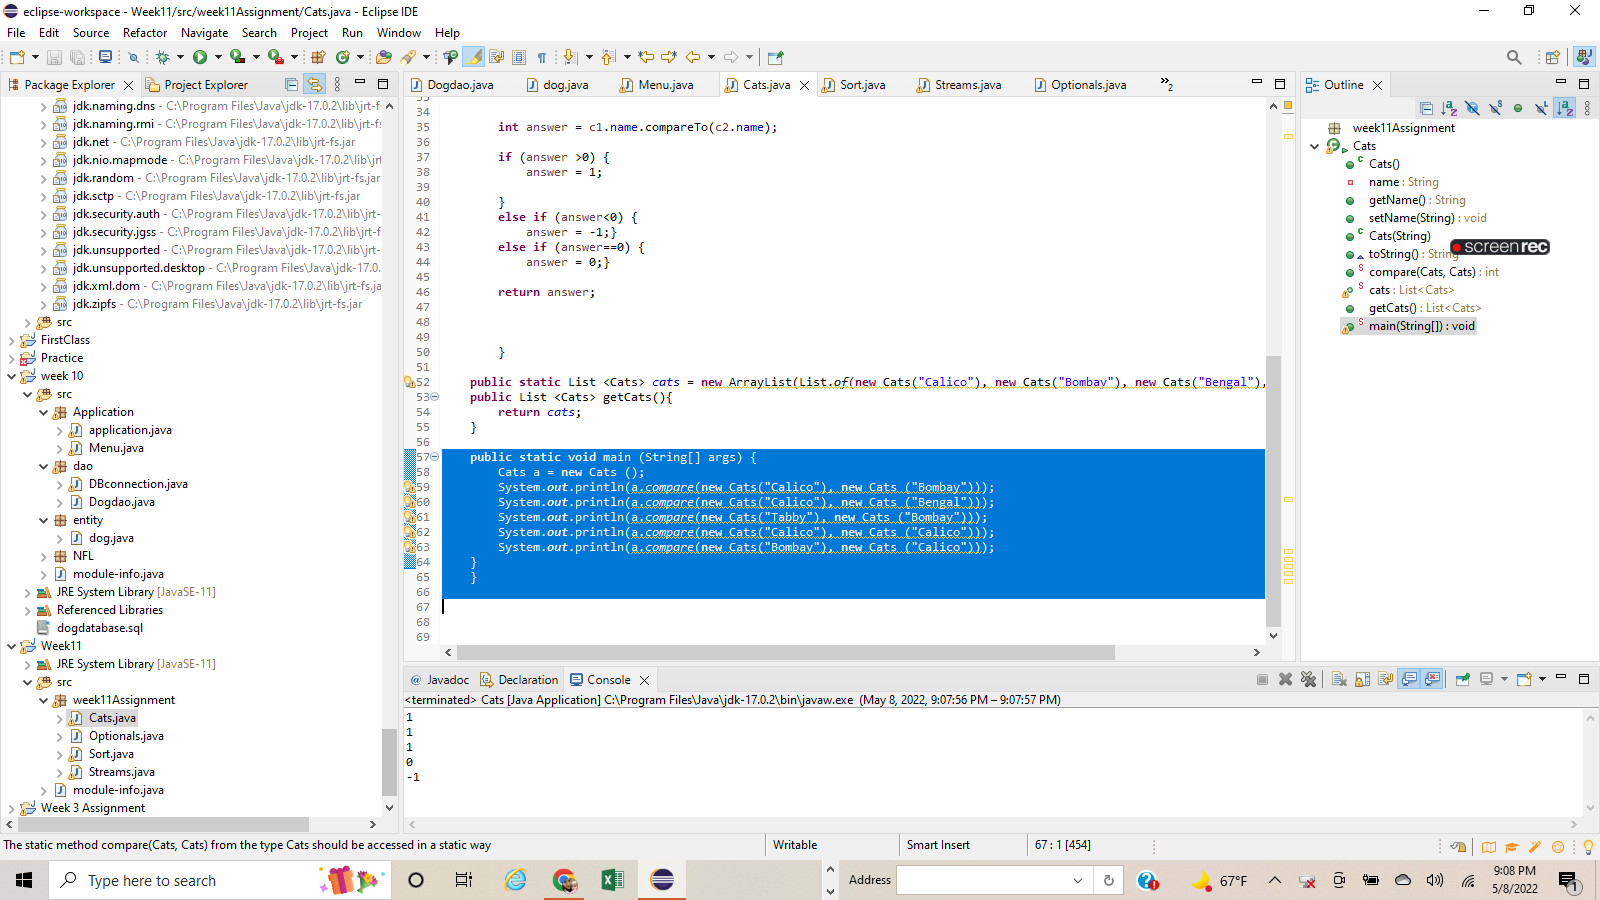 eclipse-workspace - Week11/src/week11Assignment/Cats.java - Eclipse IDE
File Edit Source Refactor Navigate Search Project Run Window Help
Package Explorer Project Explorer
jdk.naming.dns - C:\Program Files\Java\jdk-17.0.2\lib\jrt-f
jdk.naming.rmi - C:\Program Files\Java\jdk-17.0.2\lib\jrt-fs
jdk.net - C:\Program Files\Java\jdk-17.0.2\lib\jrt-fs.jar
jdk.nio.mapmode - C:\Program Files\Java\jdk-17.0.2\lib\jrt
jdk.random - C:\Program Files\Java\jdk-17.0.2\lib\jrt-fs.jar
jdk.sctp - C:\Program Files\Java\jdk-17.0.2\lib\jrt-fs.jar
jdk.security.auth - C:\Program Files\Java\jdk-17.0.2\lib\jrt-
jdk.security.jgss - C:\Program Files\Java\jdk-17.0.2\lib\jrt-
jdk.unsupported - C:\Program Files\Java\jdk-17.0.2\lib\jrt-
jdk.unsupported.desktop - C:\Program Files\Java\jdk-17.0.
jdk.xml.dom - C:\Program Files\Java\jdk-17.0.2\lib\jrt-fs.ja
jdk.zipfs - C:\Program Files\Java\jdk-17.0.2\lib\jrt-fs.jar
src
FirstClass
Practice
week 10
src
Application
application.java
Menu.java
dao
DBconnection.java
Dogdao.java
entity
dog.java
NFL
module-info.java
JRE System Library [JavaSE-11]
Referenced Libraries
dogdatabase.sql
Week11
JRE System Library [JavaSE-11]
src
week11Assignment
Cats.java
Optionals.java
Sort.java
Streams.java
module-info.java
Week 3 Assignment
Dogdao.java dog.java Menu.java Cats.java Sort.java Streams.java Optionals.java »2
33
34
35 int answer = c1.name.compareTo(c2.name);
36
37 if (answer >0) {
38 answer = 1;
39
40 }
41 else if (answer<0) {
42 answer = -1;}
43 else if (answer==0) {
44 answer = 0;}
45
46 return answer;
47
48
49
50 }
51
52 public static List <Cats> cats = new ArrayList(List.of(new Cats("Calico"), new Cats("Bombay"), new Cats("Bengal"),
53 public List <Cats> getCats(){
54 return cats;
55 }
56
57 public static void main (String[] args) {
58 Cats a = new Cats ();
59 System.out.println(a.compare(new Cats("Calico"), new Cats ("Bombay")));
60 System.out.println(a.compare(new Cats("Calico"), new Cats ("Bengal")));
61 System.out.println(a.compare(new Cats("Tabby"), new Cats ("Bombay")));
62 System.out.println(a.compare(new Cats("Calico"), new Cats ("Calico")));
63 System.out.println(a.compare(new Cats("Bombay"), new Cats ("Calico")));
64 }
65 }
66
67
68
69
Outline
week11Assignment
Cats
Cats()
name : String
getName() : String
setName(String) : void
Cats(String)
toString() : String
compare(Cats, Cats) : int
cats : List<Cats>
getCats() : List<Cats>
main(String[]) : void
screenrec
Javadoc Declaration Console
<terminated> Cats [Java Application] C:\Program Files\Java\jdk-17.0.2\bin\javaw.exe (May 8, 2022, 9:07:56 PM – 9:07:57 PM)
1
1
1
0
-1
The static method compare(Cats, Cats) from the type Cats should be accessed in a static way
Writable
Smart Insert
67 : 1 [454]
Type here to search
Address
67°F
9:08 PM
5/8/2022
1